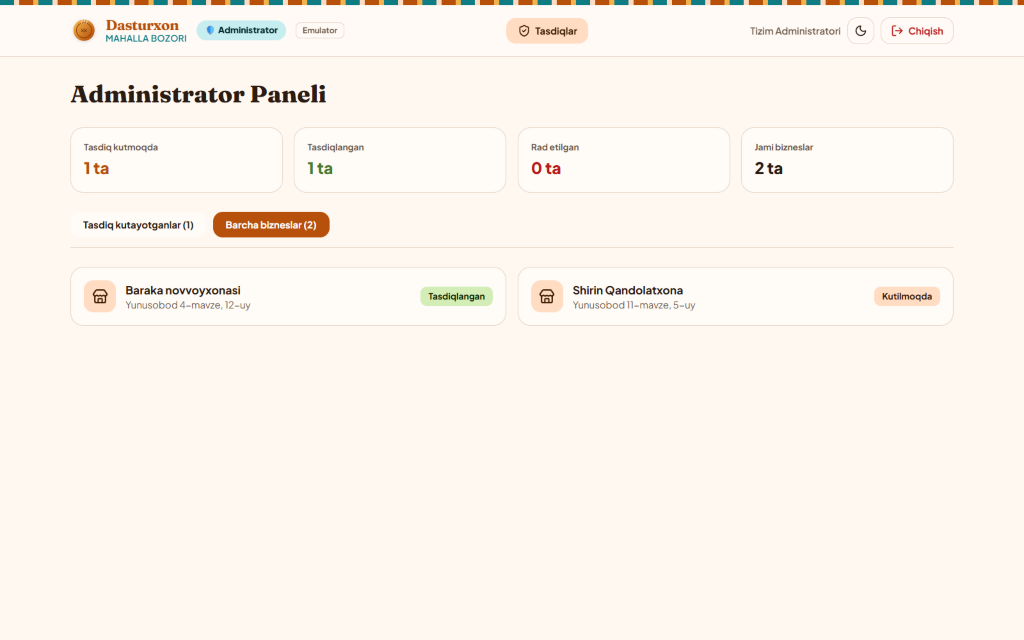 Dasturxon
MAHALLA BOZORI
Administrator
Emulator
Tasdiqlar
Tizim Administratori
Chiqish
Administrator Paneli
Tasdiq kutmoqda
1 ta
Tasdiqlangan
1 ta
Rad etilgan
0 ta
Jami bizneslar
2 ta
Tasdiq kutayotganlar (1)
Barcha bizneslar (2)
Baraka novvoyxonasi
Yunusobod 4-mavze, 12-uy
Tasdiqlangan
Shirin Qandolatxona
Yunusobod 11-mavze, 5-uy
Kutilmoqda